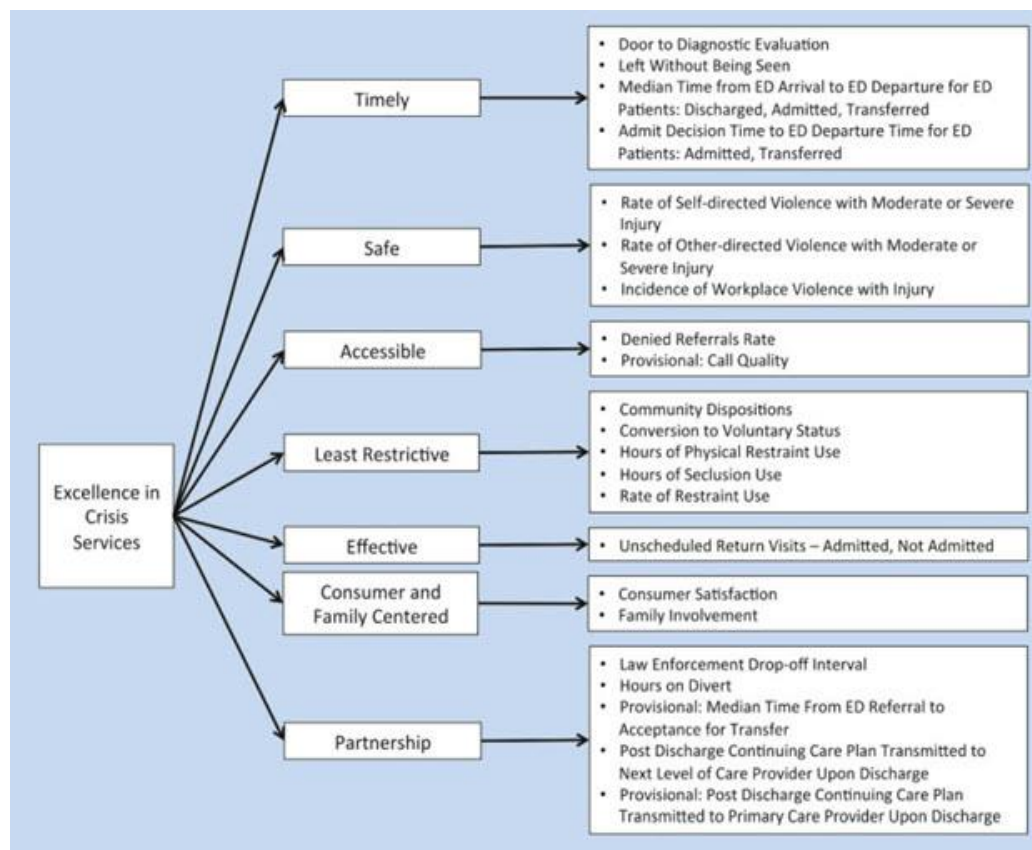 Excellence in
Crisis
Services
Timely
• Door to Diagnostic Evaluation
• Left Without Being Seen
• Median Time from ED Arrival to ED Departure for ED
Patients: Discharged, Admitted, Transferred
• Admit Decision Time to ED Departure Time for ED
Patients: Admitted, Transferred
Safe
• Rate of Self-directed Violence with Moderate or Severe
Injury
• Rate of Other-directed Violence with Moderate or
Severe Injury
• Incidence of Workplace Violence with Injury
Accessible
• Denied Referrals Rate
• Provisional: Call Quality
Least Restrictive
• Community Dispositions
• Conversion to Voluntary Status
• Hours of Physical Restraint Use
• Hours of Seclusion Use
• Rate of Restraint Use
Effective
• Unscheduled Return Visits – Admitted, Not Admitted
Consumer and
Family Centered
• Consumer Satisfaction
• Family Involvement
Partnership
• Law Enforcement Drop-off Interval
• Hours on Divert
• Provisional: Median Time From ED Referral to
Acceptance for Transfer
• Post Discharge Continuing Care Plan Transmitted to
Next Level of Care Provider Upon Discharge
• Provisional: Post Discharge Continuing Care Plan
Transmitted to Primary Care Provider Upon Discharge